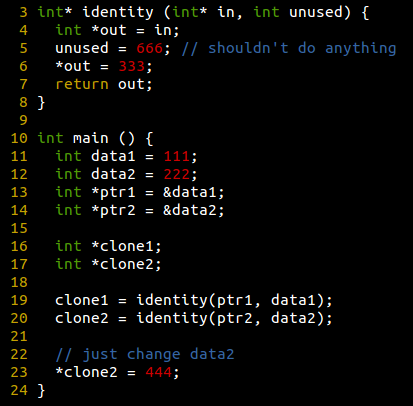 3 int* identity (int* in, int unused) {
4   int *out = in;
5   unused = 666; // shouldn't do anything
6   *out = 333;
7   return out;
8 }
9
10 int main () {
11   int data1 = 111;
12   int data2 = 222;
13   int *ptr1 = &data1;
14   int *ptr2 = &data2;
15
16   int *clone1;
17   int *clone2;
18
19   clone1 = identity(ptr1, data1);
20   clone2 = identity(ptr2, data2);
21
22   // just change data2
23   *clone2 = 444;
24 }